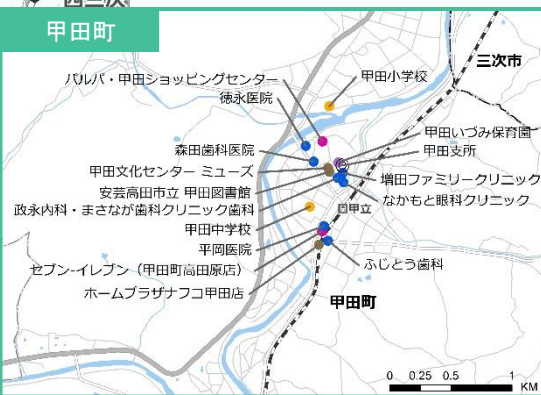 西三次
甲田町
三次市
パルパ・甲田ショッピングセンター
甲田小学校
徳永医院
甲田いづみ保育園
森田歯科医院
甲田支所
甲田文化センター ミューズ
増田ファミリークリニック
安芸高田市立 甲田図書館
なかもと眼科クリニック
政永内科・まさなが歯科クリニック歯科
甲立
甲田中学校
平岡医院
セブン-イレブン（甲田町高田原店）
ふじとう歯科
ホームプラザナフコ甲田店
甲田町
0 0.25 0.5 1
KM